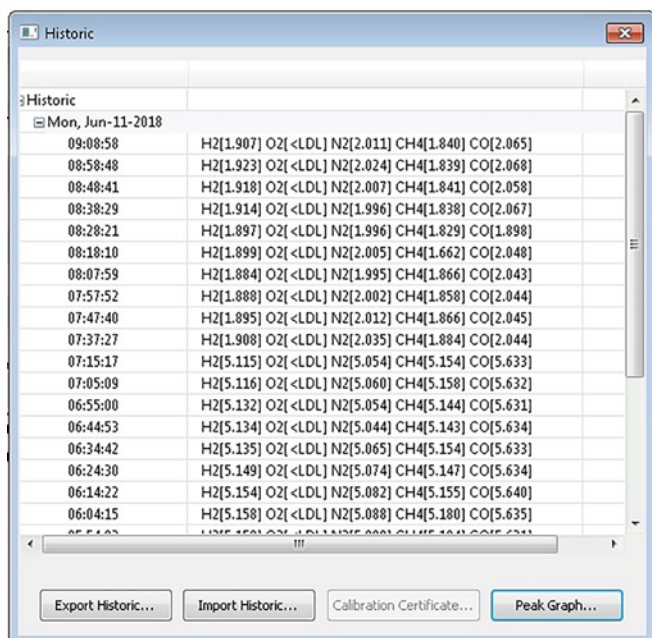 Historic
Historic
Mon, Jun-11-2018
09:08:58 H2[1.907] O2[<LDL] N2[2.011] CH4[1.840] CO[2.065]
08:58:48 H2[1.923] O2[<LDL] N2[2.024] CH4[1.839] CO[2.068]
08:48:41 H2[1.918] O2[<LDL] N2[2.007] CH4[1.841] CO[2.058]
08:38:29 H2[1.914] O2[<LDL] N2[1.996] CH4[1.838] CO[2.067]
08:28:21 H2[1.897] O2[<LDL] N2[1.996] CH4[1.829] CO[1.898]
08:18:10 H2[1.899] O2[<LDL] N2[2.005] CH4[1.662] CO[2.048]
08:07:59 H2[1.884] O2[<LDL] N2[1.995] CH4[1.866] CO[2.043]
07:57:52 H2[1.888] O2[<LDL] N2[2.002] CH4[1.858] CO[2.044]
07:47:40 H2[1.895] O2[<LDL] N2[2.012] CH4[1.866] CO[2.045]
07:37:27 H2[1.908] O2[<LDL] N2[2.035] CH4[1.884] CO[2.044]
07:15:17 H2[5.115] O2[<LDL] N2[5.054] CH4[5.154] CO[5.633]
07:05:09 H2[5.116] O2[<LDL] N2[5.060] CH4[5.158] CO[5.632]
06:55:00 H2[5.132] O2[<LDL] N2[5.054] CH4[5.144] CO[5.631]
06:44:53 H2[5.134] O2[<LDL] N2[5.044] CH4[5.143] CO[5.634]
06:34:42 H2[5.135] O2[<LDL] N2[5.065] CH4[5.154] CO[5.633]
06:24:30 H2[5.149] O2[<LDL] N2[5.074] CH4[5.147] CO[5.634]
06:14:22 H2[5.154] O2[<LDL] N2[5.082] CH4[5.155] CO[5.640]
06:04:15 H2[5.158] O2[<LDL] N2[5.088] CH4[5.180] CO[5.635]
Export Historic... Import Historic... Calibration Certificate... Peak Graph...